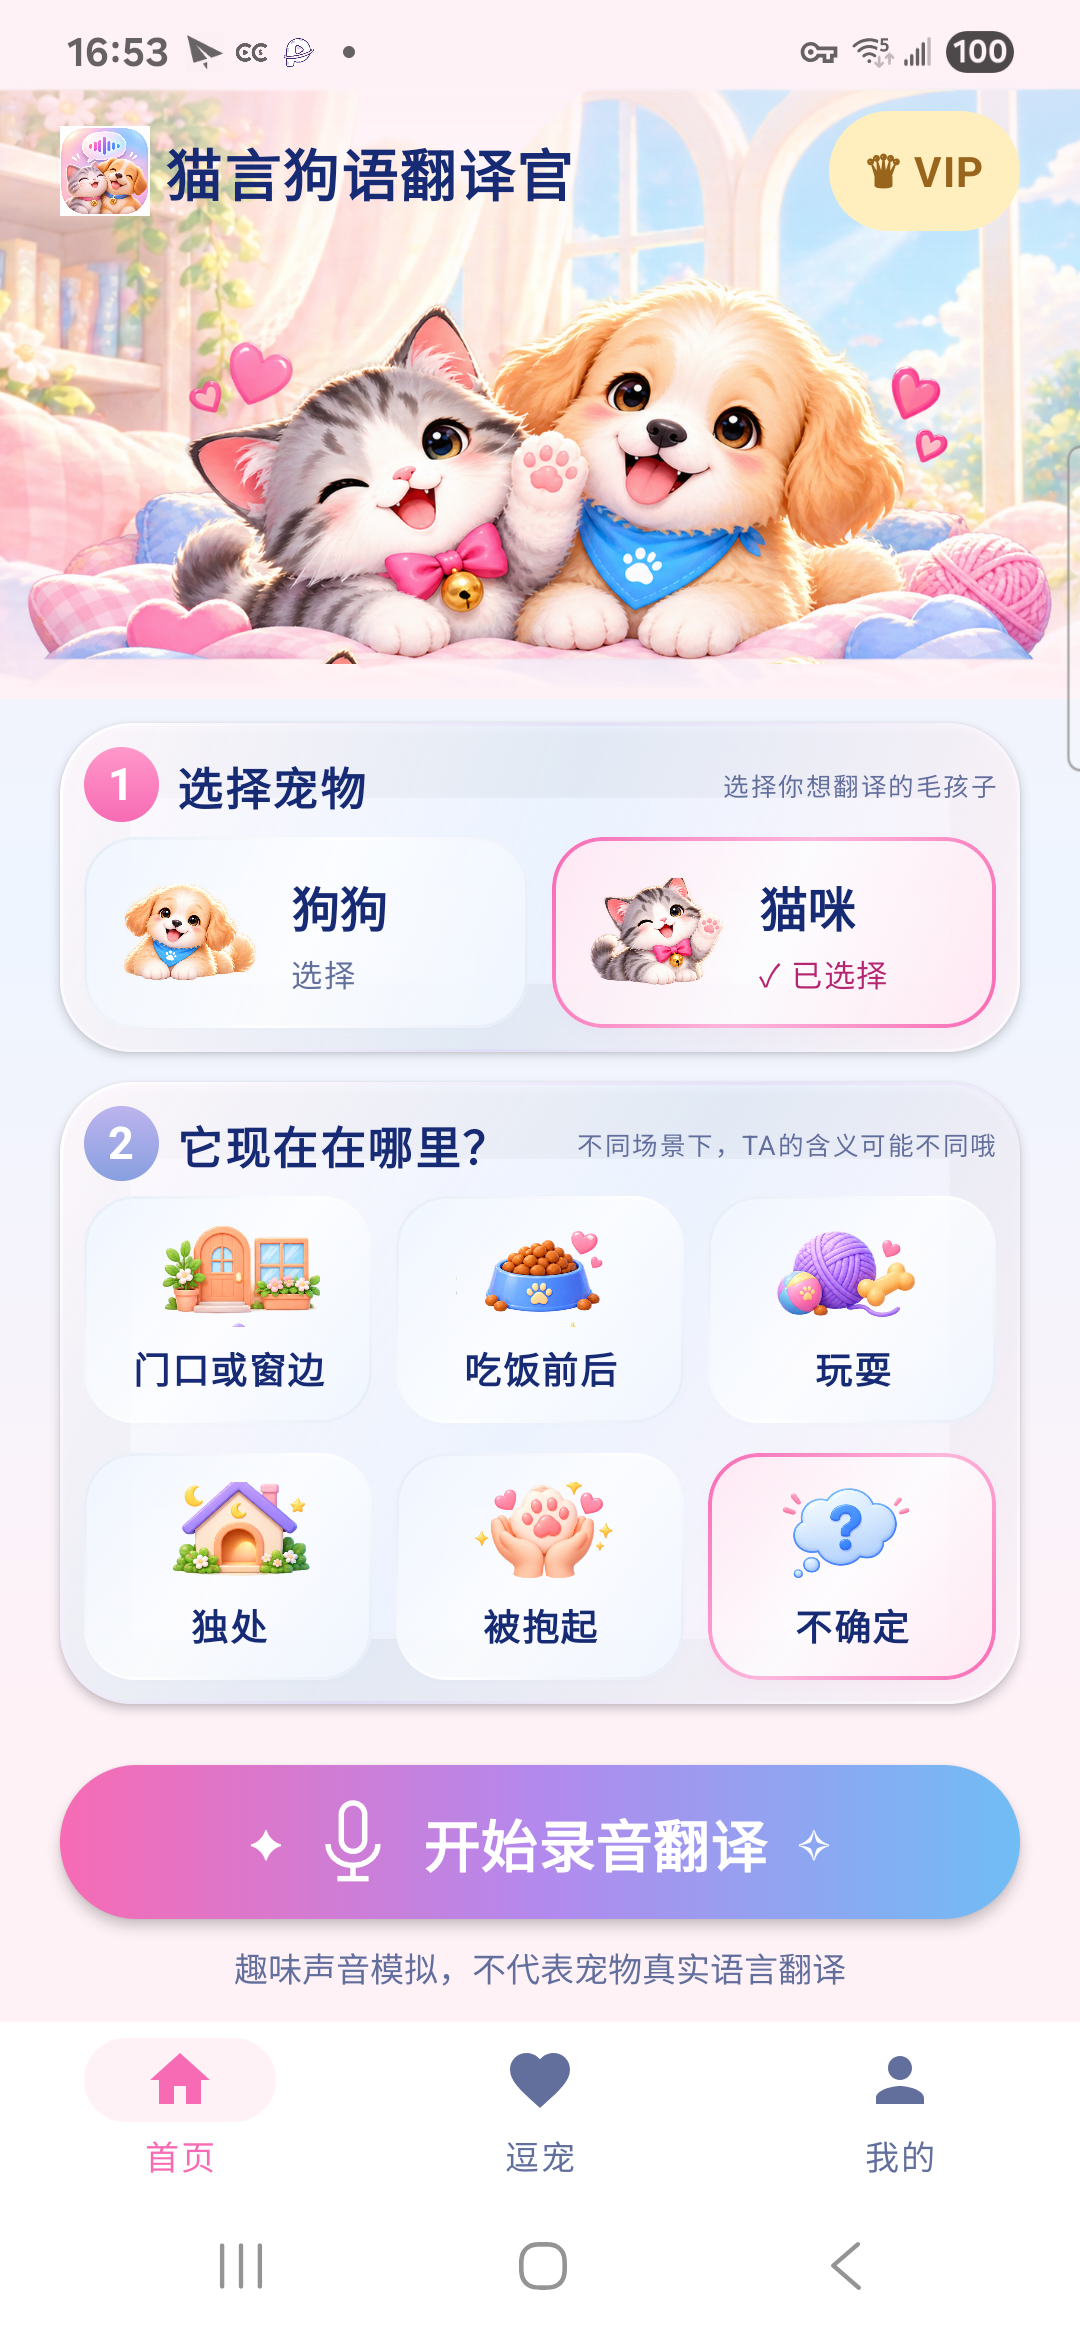 16:53 CC 5 100
猫言狗语翻译官
VIP
1 选择宠物 选择你想翻译的毛孩子
狗狗
选择
猫咪
✓ 已选择
2 它现在在哪里？ 不同场景下，TA的含义可能不同哦
门口或窗边 吃饭前后 玩耍
独处 被抱起 不确定
开始录音翻译
趣味声音模拟，不代表宠物真实语言翻译
首页 逗宠 我的